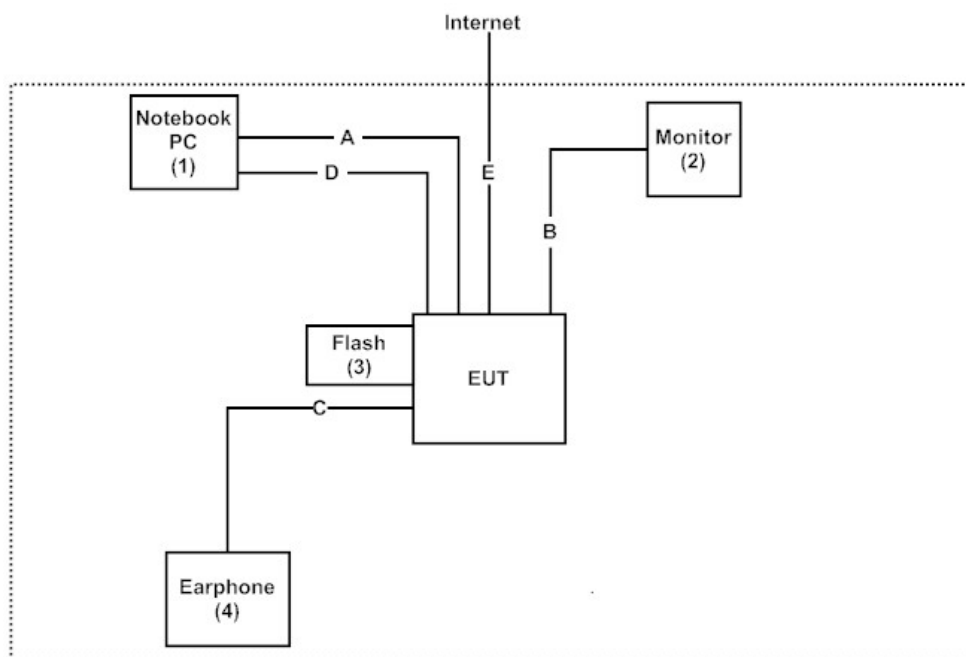 Internet
Notebook
PC
(1)
A
D
E
Monitor
(2)
B
Flash
(3)
EUT
C
Earphone
(4)